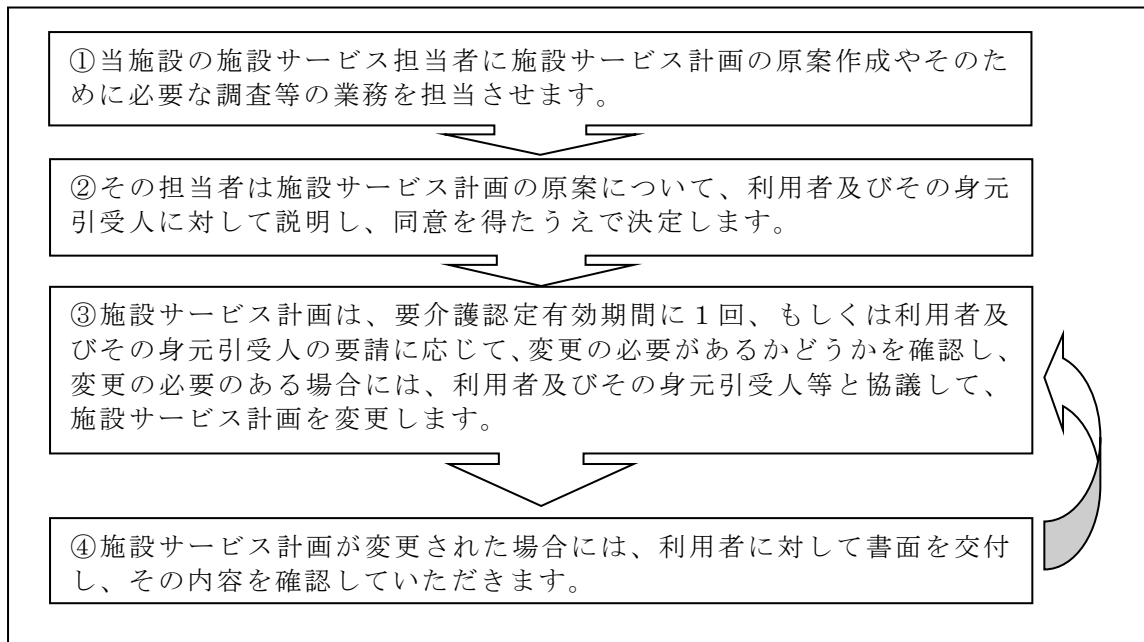 ①当施設の施設サービス担当者に施設サービス計画の原案作成やそのた
めに必要な調査等の業務を担当させます。
②その担当者は施設サービス計画の原案について、利用者及びその身元
引受人に対して説明し、同意を得たうえで決定します。
③施設サービス計画は、要介護認定有効期間に1回、もしくは利用者及
びその身元引受人の要請に応じて、変更の必要があるかどうかを確認し、
変更の必要のある場合には、利用者及びその身元引受人等と協議して、
施設サービス計画を変更します。
④施設サービス計画が変更された場合には、利用者に対して書面を交付
し、その内容を確認していただきます。